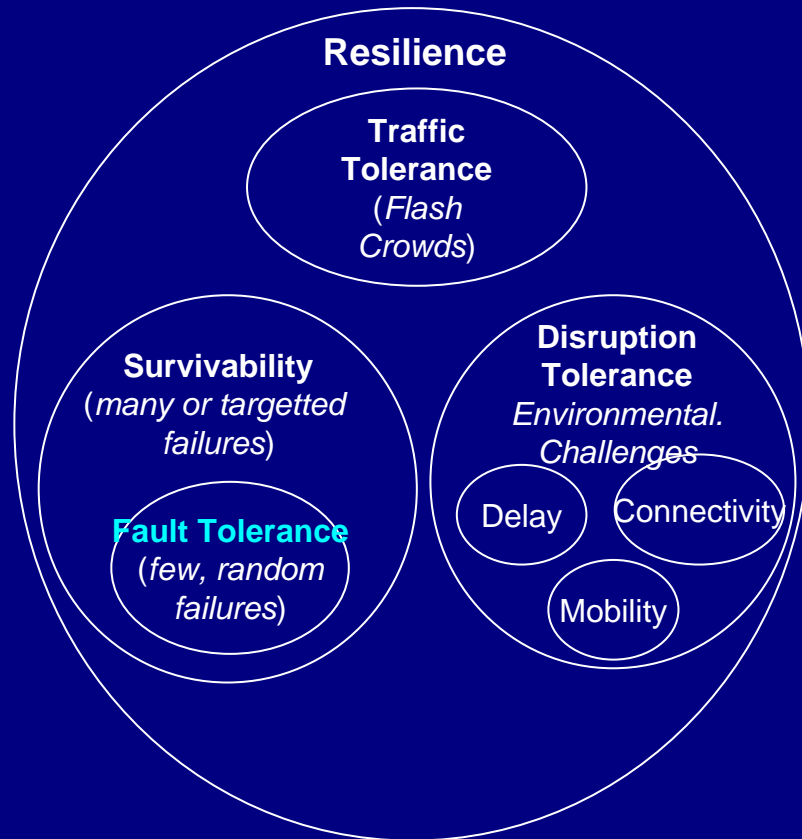 Resilience
Traffic
Tolerance
(Flash
Crowds)
Survivability
(many or targetted
failures)
Fault Tolerance
(few, random
failures)
Disruption
Tolerance
Environmental.
Challenges
Delay
Connectivity
Mobility